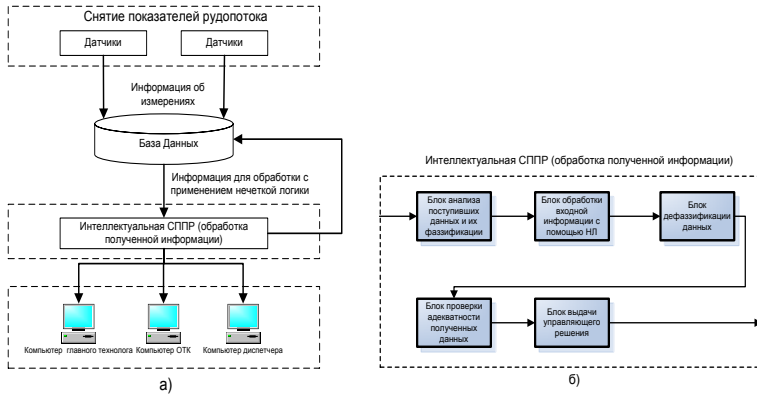 Снятие показателей рудопотока
Датчики
Датчики
Информация об
измерениях
База Данных
Информация для обработки с
применением нечеткой логики
Интеллектуальная СППР (обработка
полученной информации)
Компьютер главного технолога
Компьютер ОТК
Компьютер диспетчера
а)
Интеллектуальная СППР (обработка полученной информации)
Блок анализа
поступивших
данных и их
фаззификации
Блок обработки
входной
информации с
помощью НЛ
Блок
дефаззификации
данных
Блок проверки
адекватности
полученных
данных
Блок выдачи
управляющего
решения
б)